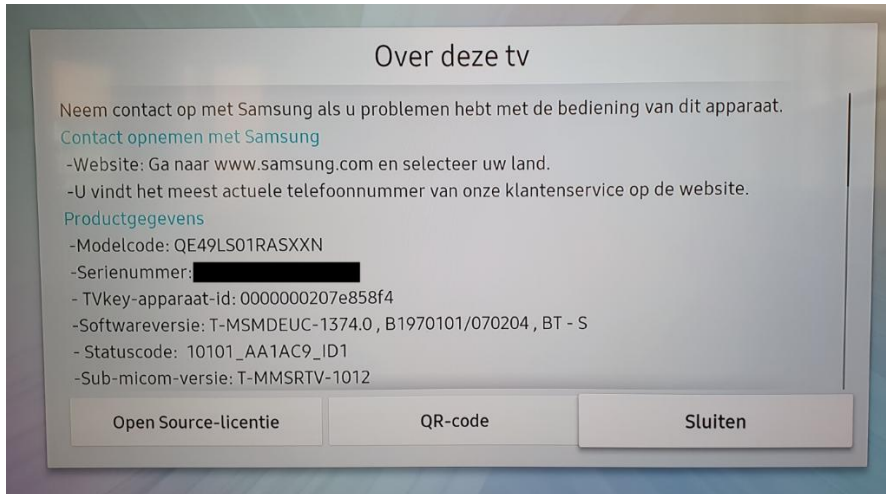 Over deze tv
Neem contact op met Samsung als u problemen hebt met de bediening van dit apparaat.
Contact opnemen met Samsung
-Website: Ga naar www.samsung.com en selecteer uw land.
-U vindt het meest actuele telefoonnummer van onze klantenservice op de website.
Productgegevens
-Modelcode: QE49LS01RASXXN
-Serienummer:
- TVkey-apparaat-id: 0000000207e858f4
-Softwareversie: T-MSMDEUC-1374.0 , B1970101/070204 , BT - S
- Statuscode: 10101_AA1AC9_ID1
-Sub-micom-versie: T-MMSRTV-1012
Open Source-licentie
QR-code
Sluiten